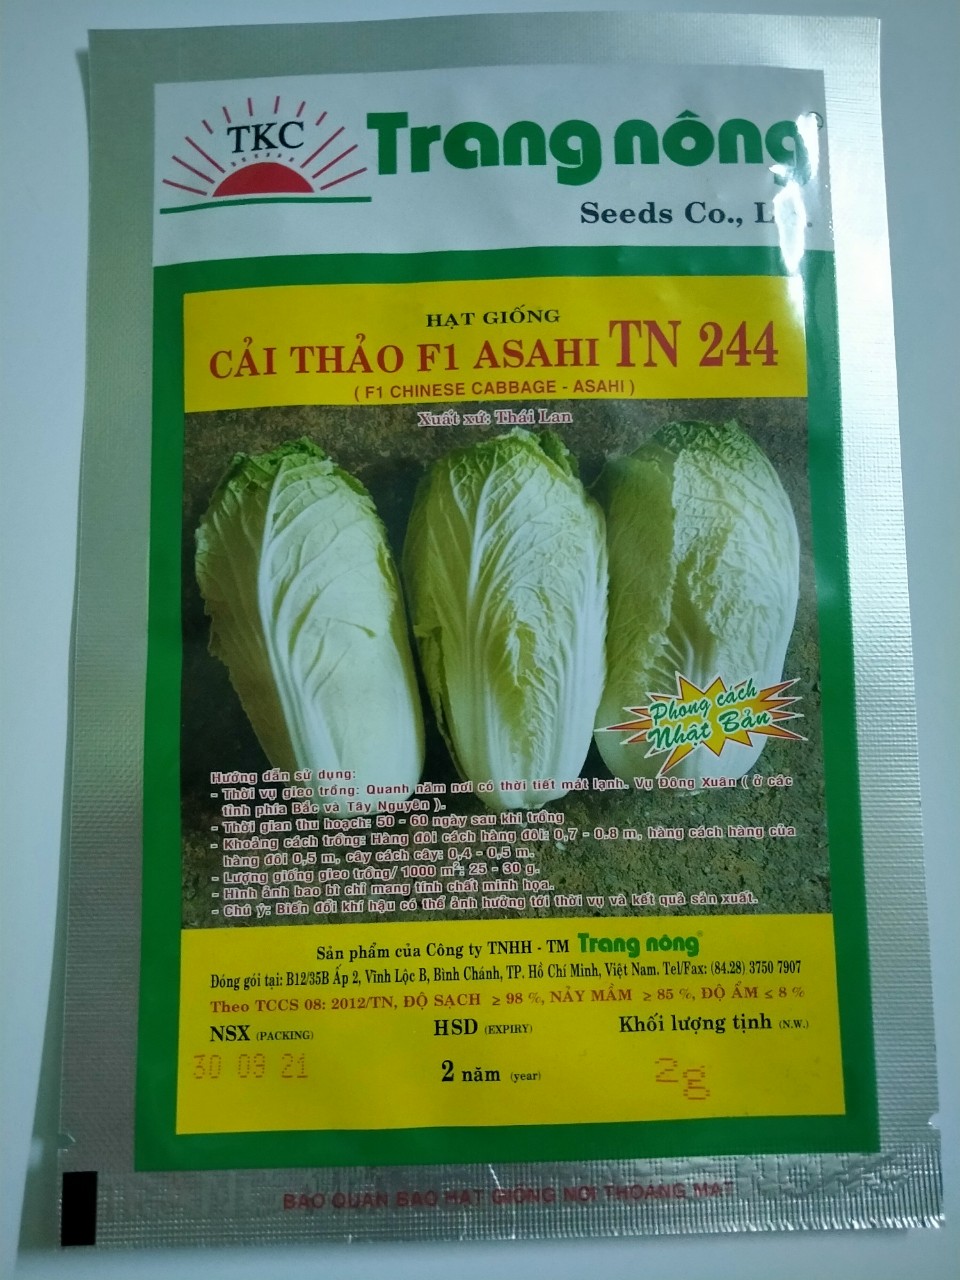 TKC
Trang nông
Seeds Co.,
HẠT GIỐNG
CẢI THẢO F1 ASAHI TN 244
( F1 CHINESE CABBAGE - ASAHI )
Xuất xứ: Thái Lan
Phong cách
Nhật Bản
Hướng dẫn sử dụng:
- Thời vụ gieo trồng: Quanh năm nơi có thời tiết mát lạnh. Vụ Đông Xuân ( ở các
tỉnh phía Bắc và Tây Nguyên ).
- Thời gian thu hoạch: 50 - 60 ngày sau khi trồng
- Khoảng cách trồng: Hàng đôi cách hàng đôi: 0,7 - 0,8 m, hàng cách hàng của
hàng đôi 0,5 m, cây cách cây: 0,4 - 0,5 m.
- Lượng giống gieo trồng/ 1000 m²: 25 - 30 g.
- Hình ảnh bao bì chỉ mang tính chất minh họa.
- Chú ý: Biến đổi khí hậu có thể ảnh hưởng tới thời vụ và kết quả sản xuất.
Sản phẩm của Công ty TNHH - TM Trang nông®
Đóng gói tại: B12/35B Ấp 2, Vĩnh Lộc B, Bình Chánh, TP. Hồ Chí Minh, Việt Nam. Tel/Fax: (84.28) 3750 7907
Theo TCCS 08: 2012/TN, ĐỘ SẠCH ≥ 98 %, NẢY MẦM ≥ 85 %, ĐỘ ẨM ≤ 8 %
NSX (PACKING) HSD (EXPIRY) Khối lượng tịnh (N.W.)
30 09 21 2 năm (year) 2g
BẢO QUẢN BAO HẠT GIỐNG NƠI THOÁNG MÁT